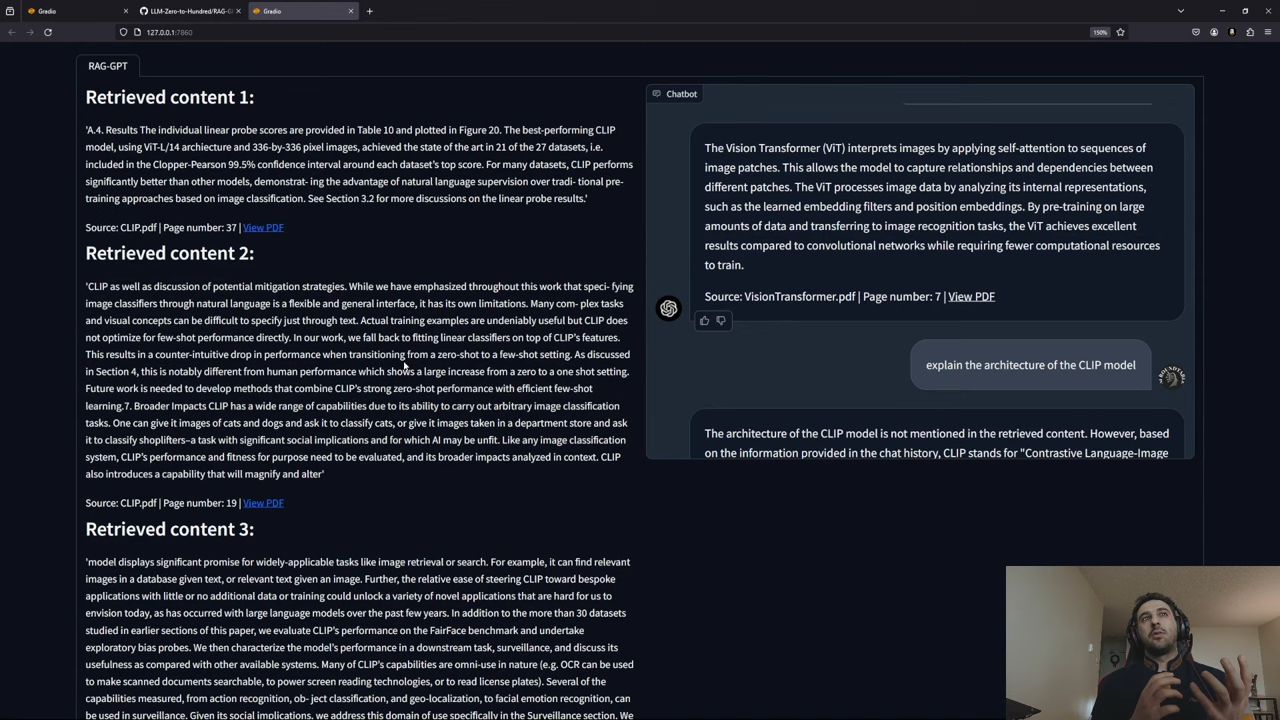 Gradio
LLM-Zero-to-Hundred/RAG-G
Gradio
127.0.0.1:7860
150%
RAG-GPT
Retrieved content 1:
'A.4. Results The individual linear probe scores are provided in Table 10 and plotted in Figure 20. The best-performing CLIP
model, using ViT-L/14 archiecture and 336-by-336 pixel images, achieved the state of the art in 21 of the 27 datasets, i.e.
included in the Clopper-Pearson 99.5% confidence interval around each dataset's top score. For many datasets, CLIP performs
significantly better than other models, demonstrat- ing the advantage of natural language supervision over tradi- tional pre-
training approaches based on image classification. See Section 3.2 for more discussions on the linear probe results.'
Source: CLIP.pdf | Page number: 37 | View PDF
Retrieved content 2:
'CLIP as well as discussion of potential mitigation strategies. While we have emphasized throughout this work that speci- fying
image classifiers through natural language is a flexible and general interface, it has its own limitations. Many com- plex tasks
and visual concepts can be difficult to specify just through text. Actual training examples are undeniably useful but CLIP does
not optimize for few-shot performance directly. In our work, we fall back to fitting linear classifiers on top of CLIP's features.
This results in a counter-intuitive drop in performance when transitioning from a zero-shot to a few-shot setting. As discussed
in Section 4, this is notably different from human performance which shows a large increase from a zero to a one shot setting.
Future work is needed to develop methods that combine CLIP's strong zero-shot performance with efficient few-shot
learning.7. Broader Impacts CLIP has a wide range of capabilities due to its ability to carry out arbitrary image classification
tasks. One can give it images of cats and dogs and ask it to classify cats, or give it images taken in a department store and ask
it to classify shoplifters–a task with significant social implications and for which AI may be unfit. Like any image classification
system, CLIP's performance and fitness for purpose need to be evaluated, and its broader impacts analyzed in context. CLIP
also introduces a capability that will magnify and alter'
Source: CLIP.pdf | Page number: 19 | View PDF
Retrieved content 3:
'model displays significant promise for widely-applicable tasks like image retrieval or search. For example, it can find relevant
images in a database given text, or relevant text given an image. Further, the relative ease of steering CLIP toward bespoke
applications with little or no additional data or training could unlock a variety of novel applications that are hard for us to
envision today, as has occurred with large language models over the past few years. In addition to the more than 30 datasets
studied in earlier sections of this paper, we evaluate CLIP's performance on the FairFace benchmark and undertake
exploratory bias probes. We then characterize the model's performance in a downstream task, surveillance, and discuss its
usefulness as compared with other available systems. Many of CLIP's capabilities are omni-use in nature (e.g. OCR can be used
to make scanned documents searchable, to power screen reading technologies, or to read license plates). Several of the
capabilities measured, from action recognition, ob- ject classification, and geo-localization, to facial emotion recognition, can
be used in surveillance. Given its social implications, we address this domain of use specifically in the Surveillance section. We
Chatbot
The Vision Transformer (ViT) interprets images by applying self-attention to sequences of
image patches. This allows the model to capture relationships and dependencies between
different patches. The ViT processes image data by analyzing its internal representations,
such as the learned embedding filters and position embeddings. By pre-training on large
amounts of data and transferring to image recognition tasks, the ViT achieves excellent
results compared to convolutional networks while requiring fewer computational resources
to train.
Source: VisionTransformer.pdf | Page number: 7 | View PDF
explain the architecture of the CLIP model
The architecture of the CLIP model is not mentioned in the retrieved content. However, based
on the information provided in the chat history, CLIP stands for "Contrastive Language-Image